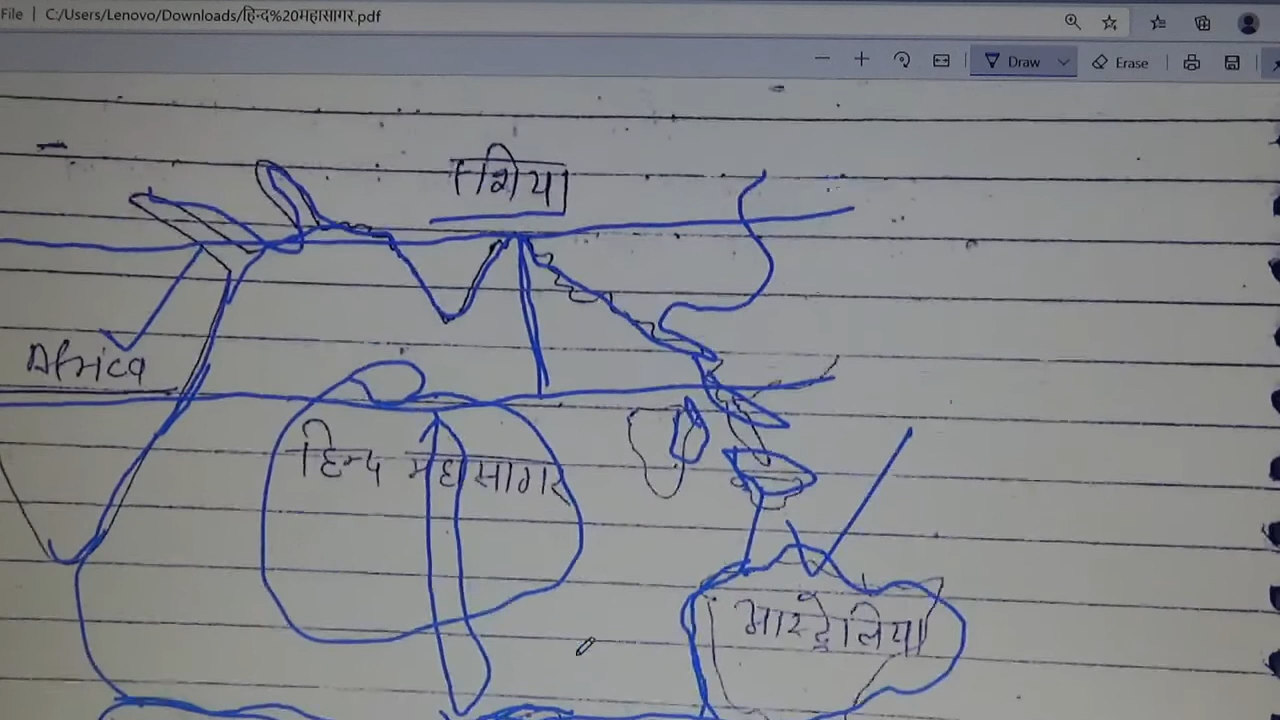 File | C:/Users/Lenovo/Downloads/हिन्द%20महासागर.pdf
Draw
Erase
एशिया
Africa
हिन्द महासागर
आस्ट्रेलिया